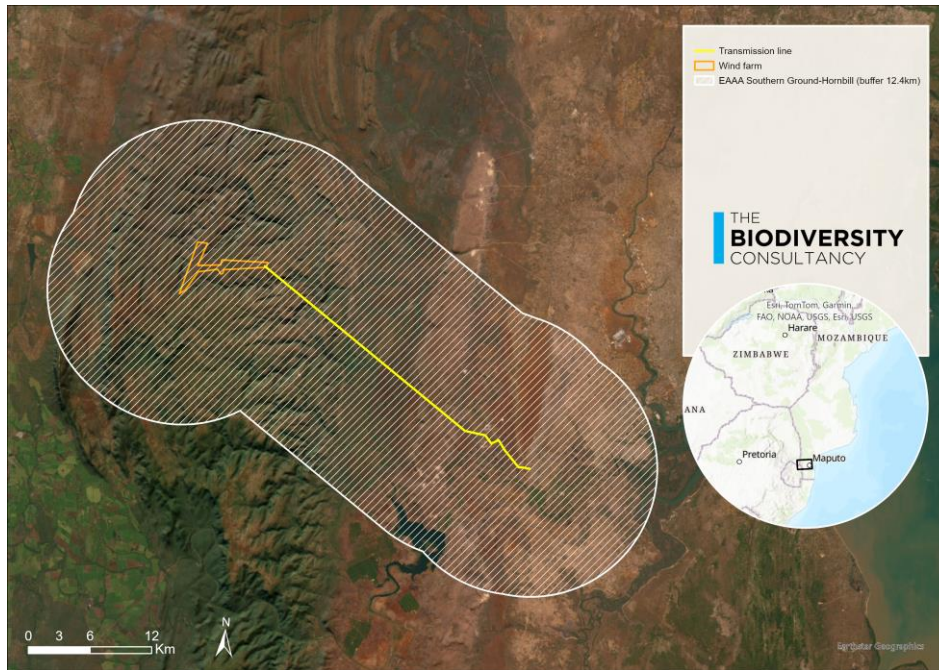 Transmission line
Wind farm
EAAA Southern Ground-Hornbill (buffer 12.4km)
THE
BIODIVERSITY
CONSULTANCY
Esri, TomTom, Garmin,
FAO, NOAA, USGS, Esri, USGS
Harare
MOZAMBIQUE
ZIMBABWE
ANA
Pretoria
Maputo
N
0 3 6 12
Km
Earthstar Geographics